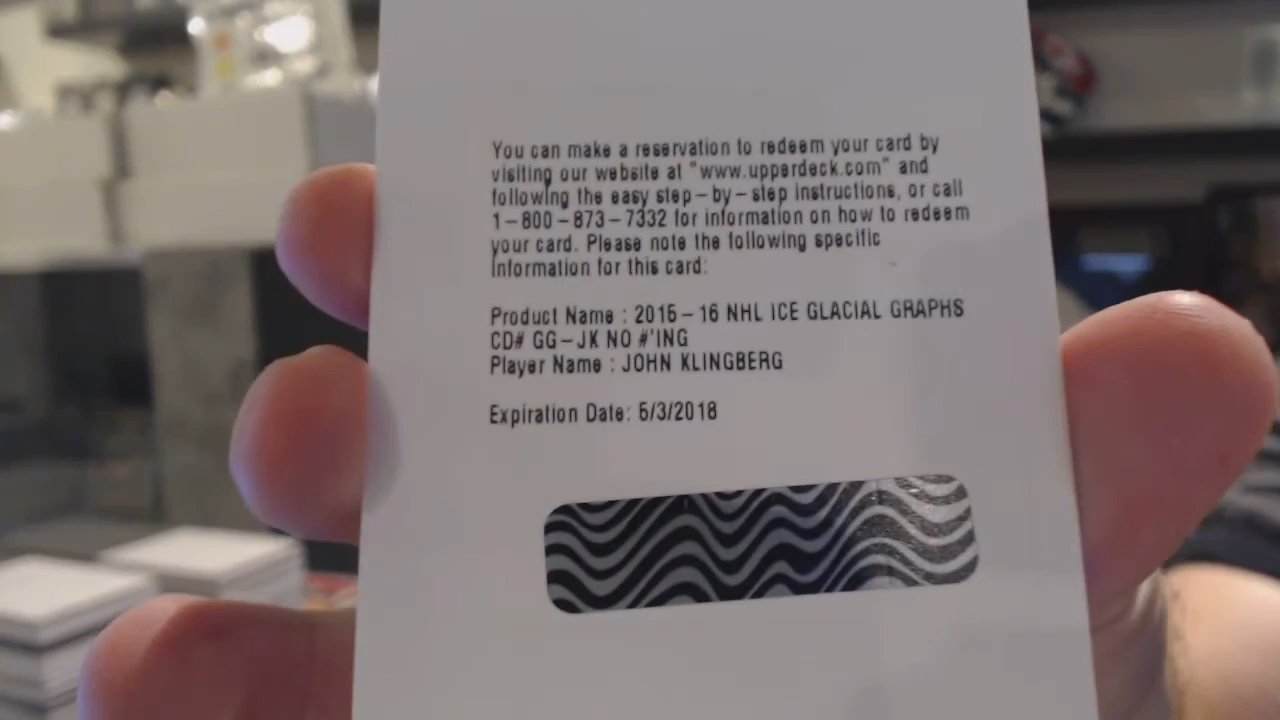 You can make a reservation to redeem your card by
visiting our website at "www.upperdeck.com" and
following the easy step-by-step instructions, or call
1-800-873-7332 for information on how to redeem
your card. Please note the following specific
information for this card:
Product Name : 2015-16 NHL ICE GLACIAL GRAPHS
CD# GG-JK NO #'ING
Player Name : JOHN KLINGBERG
Expiration Date: 5/3/2018